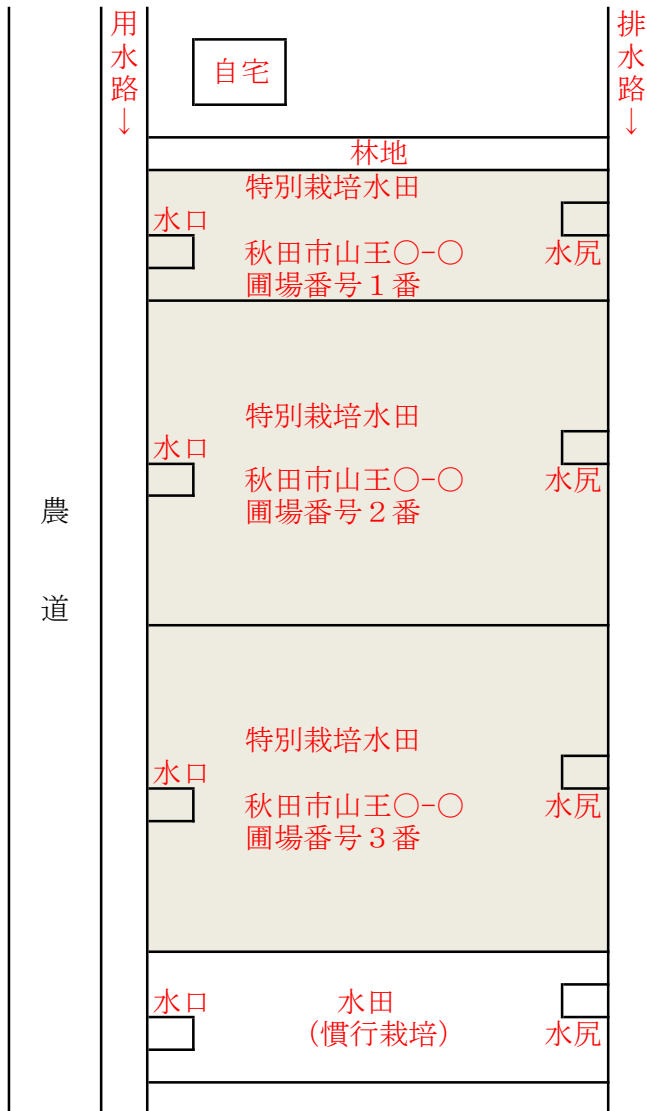 用水路↓
排水路↓
自宅
林地
特別栽培水田
水口
秋田市山王○-○
水尻
圃場番号１番
特別栽培水田
水口
秋田市山王○-○
水尻
圃場番号２番
農道
特別栽培水田
水口
秋田市山王○-○
水尻
圃場番号３番
水口
水田
(慣行栽培)
水尻